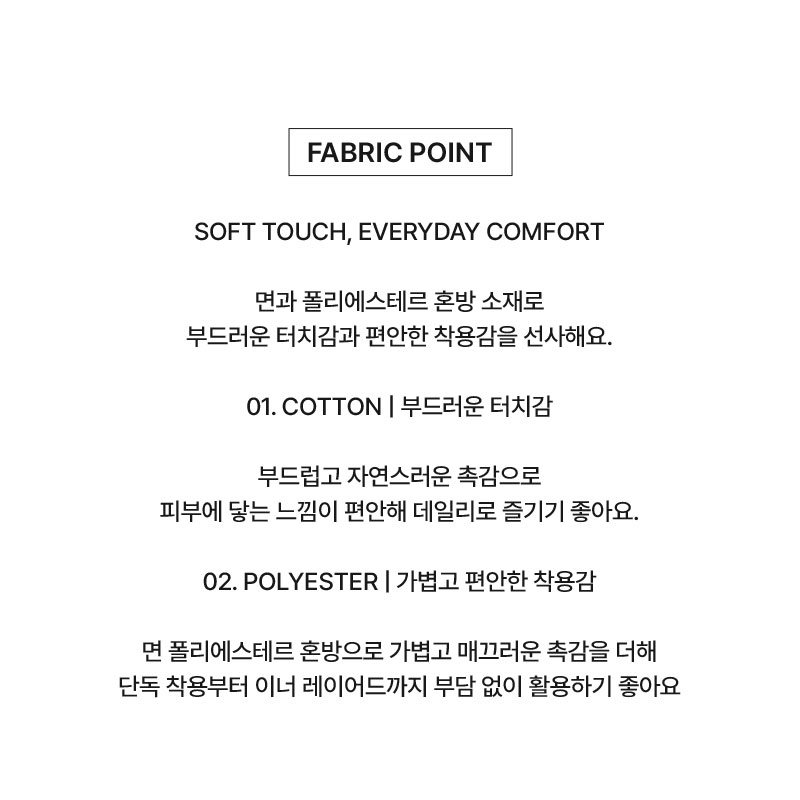 FABRIC POINT
SOFT TOUCH, EVERYDAY COMFORT
면과 폴리에스테르 혼방 소재로
부드러운 터치감과 편안한 착용감을 선사해요.
01. COTTON | 부드러운 터치감
부드럽고 자연스러운 촉감으로
피부에 닿는 느낌이 편안해 데일리로 즐기기 좋아요.
02. POLYESTER | 가볍고 편안한 착용감
면 폴리에스테르 혼방으로 가볍고 매끄러운 촉감을 더해
단독 착용부터 이너 레이어드까지 부담 없이 활용하기 좋아요